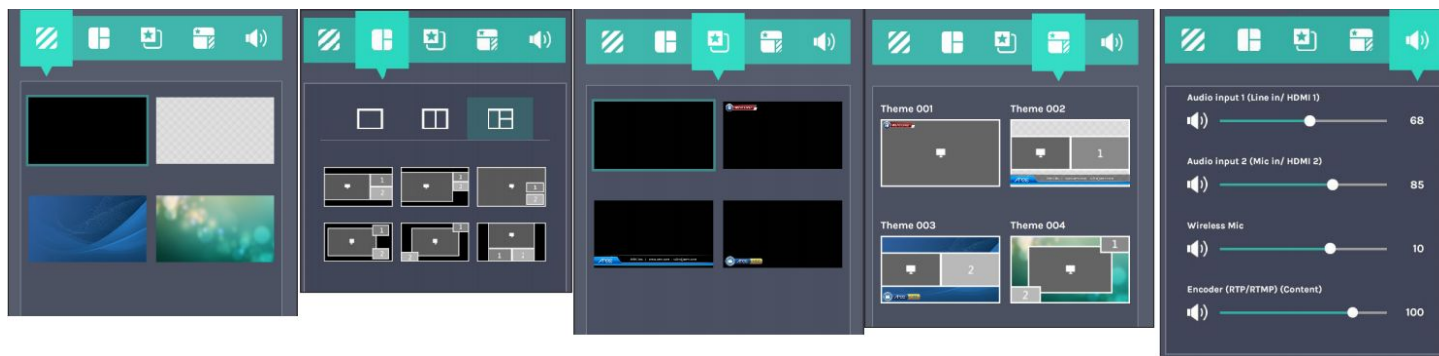 1
2
1
1
1
2
1
2
1
2
1
1
Theme 001
Theme 002
1
Theme 003
Theme 004
2
1
2
Audio input 1 (Line in/ HDMI 1)
68
Audio input 2 (Mic in/ HDMI 2)
85
Wireless Mic
10
Encoder (RTP/RTMP) (Content)
100